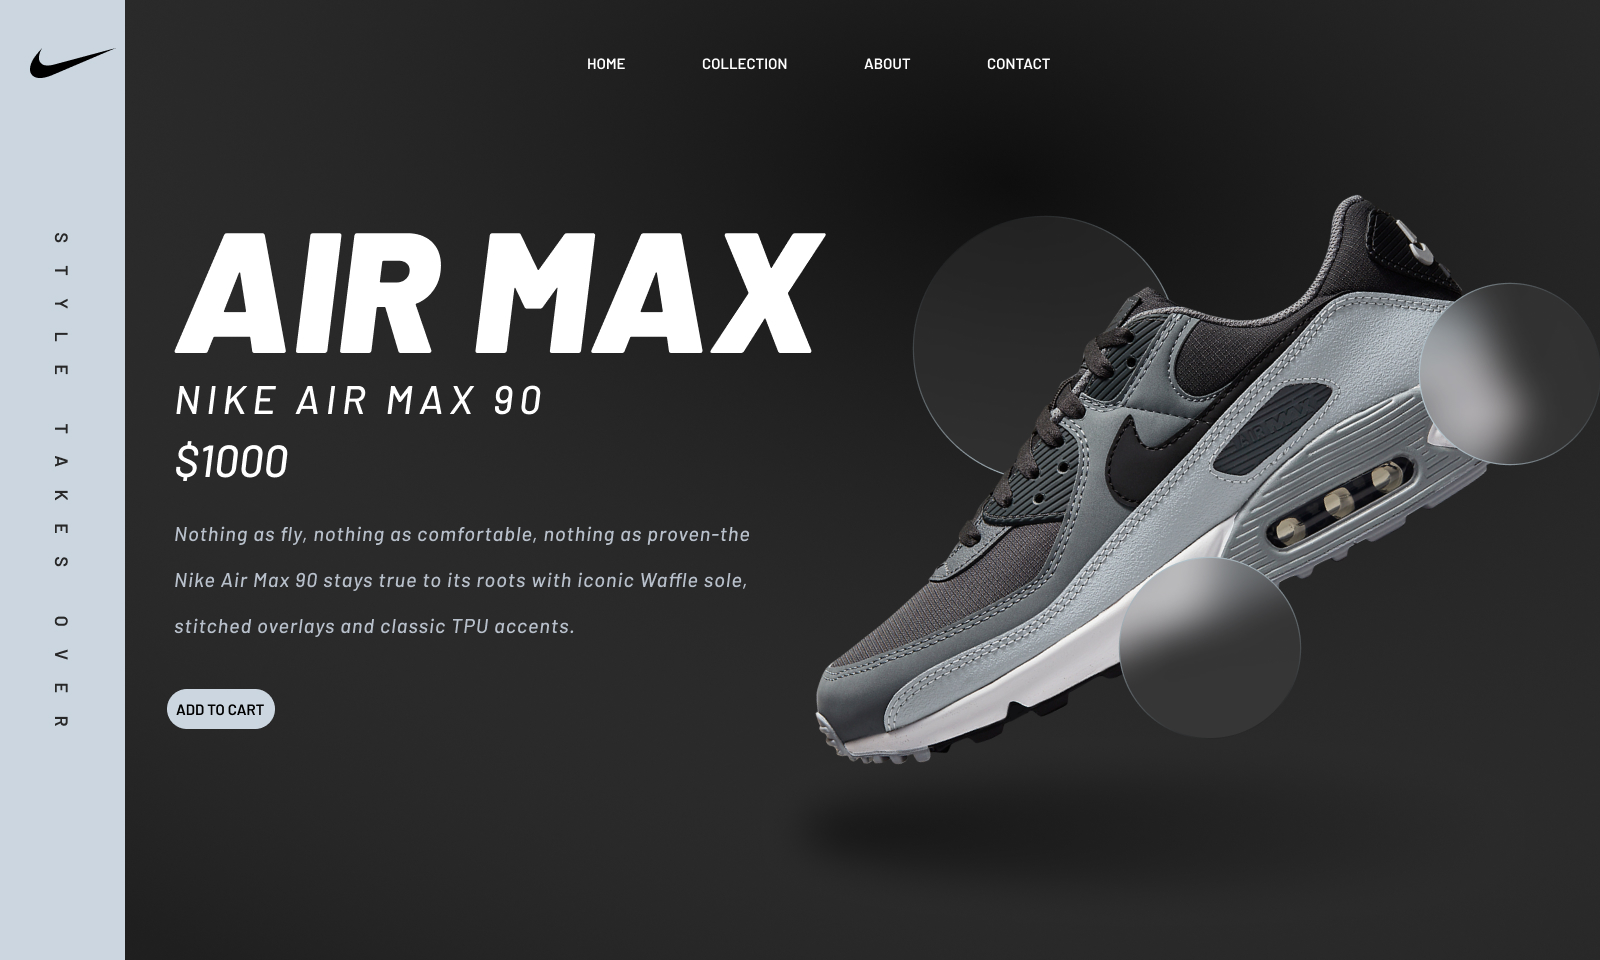 HOME COLLECTION ABOUT CONTACT
STYLE TAKES OVER
AIR MAX
NIKE AIR MAX 90
$1000
Nothing as fly, nothing as comfortable, nothing as proven-the
Nike Air Max 90 stays true to its roots with iconic Waffle sole,
stitched overlays and classic TPU accents.
ADD TO CART
AIR MAX